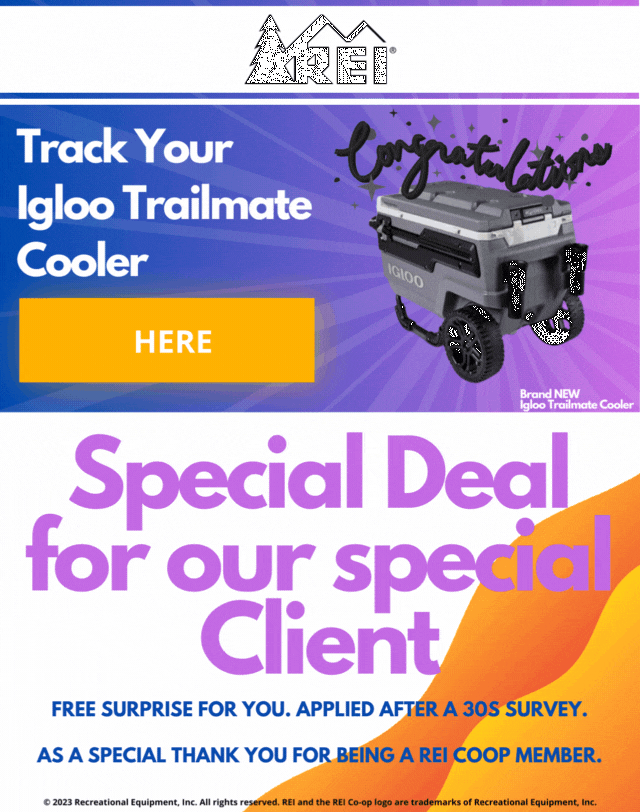 REI®
Track Your
Igloo Trailmate
Cooler
Congratulations
IGLOO
HERE
Brand NEW
Igloo Trailmate Cooler
Special Deal
for our special
Client
FREE SURPRISE FOR YOU. APPLIED AFTER A 30S SURVEY.
AS A SPECIAL THANK YOU FOR BEING A REI COOP MEMBER.
© 2023 Recreational Equipment, Inc. All rights reserved. REI and the REI Co-op logo are trademarks of Recreational Equipment, Inc.